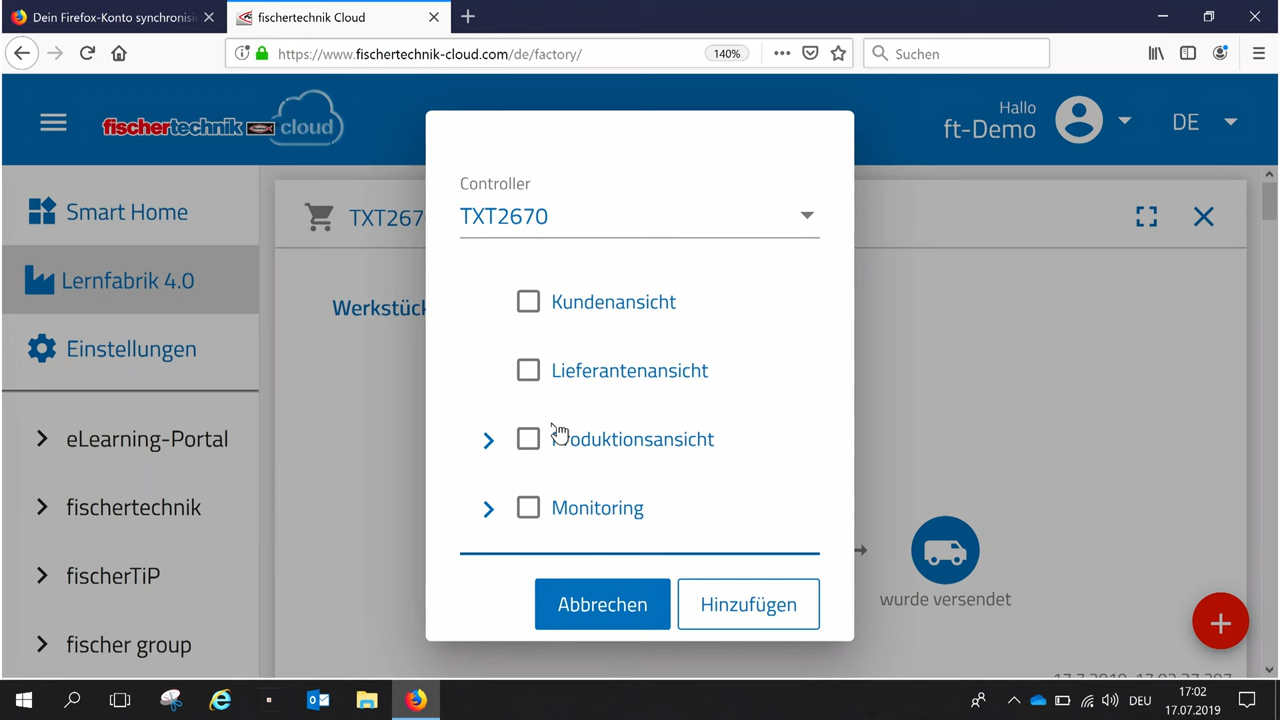 Dein Firefox-Konto synchronisi
fischertechnik Cloud
https://www.fischertechnik-cloud.com/de/factory/
140%
Suchen
fischertechnik cloud
Hallo
ft-Demo
DE
Smart Home
Lernfabrik 4.0
Einstellungen
eLearning-Portal
fischertechnik
fischerTiP
fischer group
TXT267
Werkstück
Controller
TXT2670
Kundenansicht
Lieferantenansicht
Produktionsansicht
Monitoring
Abbrechen
Hinzufügen
wurde versendet
DEU
17:02
17.07.2019